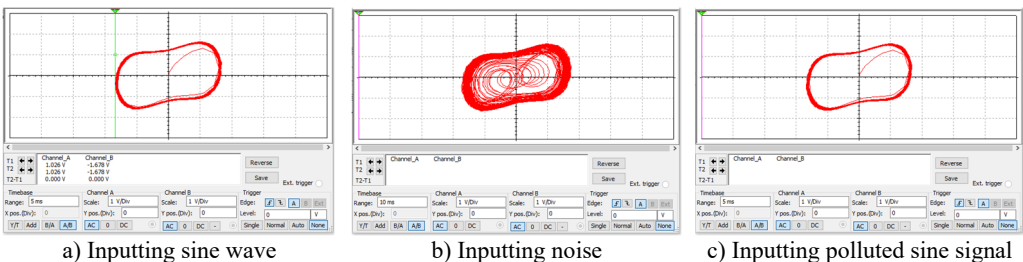 T1 Channel_A Channel_B
1.026 V -1.678 V
T2 1.026 V -1.678 V
T2-T1 0.000 V 0.000 V
Reverse
Save
Ext. trigger
Timebase Channel A Channel B Trigger
Range: 5 ms Scale: 1 V/Div Scale: 1 V/Div Edge: A B Ext
X pos.(Div): 0 Y pos.(Div): 0 Y pos.(Div): 0 Level: 0 V
Y/T Add B/A A/B AC 0 DC AC 0 DC - Single Normal Auto None
a) Inputting sine wave
T1 Channel_A Channel_B
T2
T2-T1
Reverse
Save
Ext. trigger
Timebase Channel A Channel B Trigger
Range: 10 ms Scale: 1 V/Div Scale: 1 V/Div Edge: A B Ext
X pos.(Div): 0 Y pos.(Div): 0 Y pos.(Div): 0 Level: 0 V
Y/T Add B/A A/B AC 0 DC AC 0 DC - Single Normal Auto None
b) Inputting noise
T1 Channel_A Channel_B
T2
T2-T1
Reverse
Save
Ext. trigger
Timebase Channel A Channel B Trigger
Range: 5 ms Scale: 1 V/Div Scale: 1 V/Div Edge: A B Ext
X pos.(Div): 0 Y pos.(Div): 0 Y pos.(Div): 0 Level: 0 V
Y/T Add B/A A/B AC 0 DC AC 0 DC - Single Normal Auto None
c) Inputting polluted sine signal